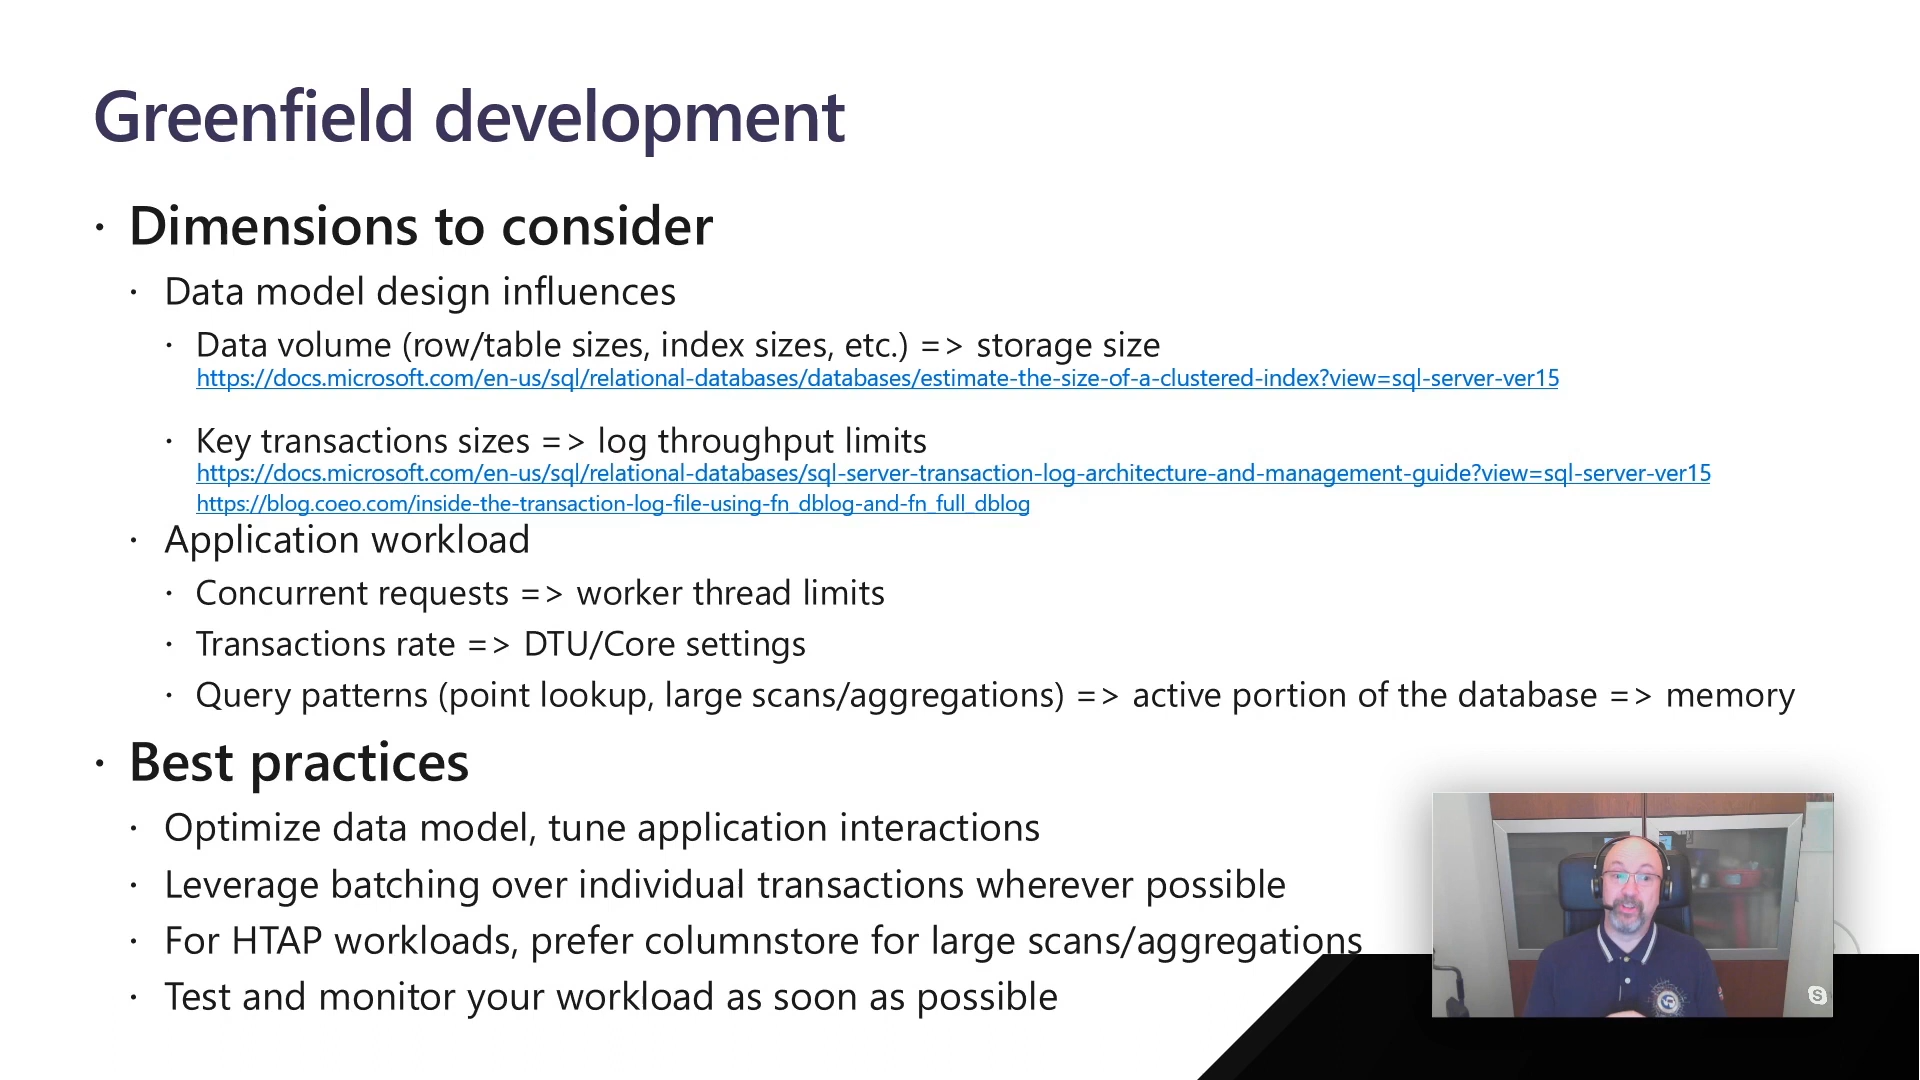 Greenfield development
· Dimensions to consider
· Data model design influences
· Data volume (row/table sizes, index sizes, etc.) => storage size
https://docs.microsoft.com/en-us/sql/relational-databases/databases/estimate-the-size-of-a-clustered-index?view=sql-server-ver15
· Key transactions sizes => log throughput limits
https://docs.microsoft.com/en-us/sql/relational-databases/sql-server-transaction-log-architecture-and-management-guide?view=sql-server-ver15
https://blog.coeo.com/inside-the-transaction-log-file-using-fn_dblog-and-fn_full_dblog
· Application workload
· Concurrent requests => worker thread limits
· Transactions rate => DTU/Core settings
· Query patterns (point lookup, large scans/aggregations) => active portion of the database => memory
· Best practices
· Optimize data model, tune application interactions
· Leverage batching over individual transactions wherever possible
· For HTAP workloads, prefer columnstore for large scans/aggregations
· Test and monitor your workload as soon as possible